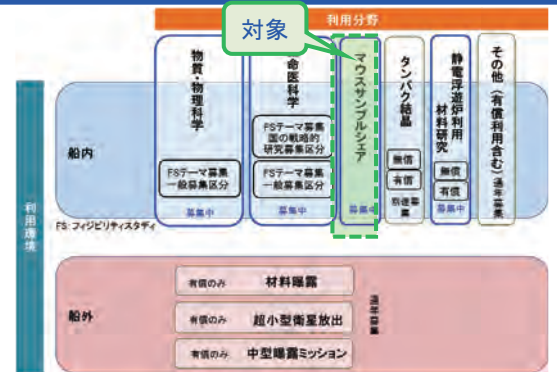 利用分野
対象
物質・物理科学
FSテーマ募集
一般募集区分
募集中
命医科学
FSテーマ募集
国の戦略的
研究募集区分
FSテーマ募集
一般募集区分
募集中
マウスサンプルシェア
募集中
タンパク結晶
無償
有償
別途募集
静電浮遊炉利用
材料研究
無償
有償
募集中
その他（有償利用含む）通年募集
利用環境
船内
FS:フィジビリティスタディ
船外
有償のみ 材料曝露
有償のみ 超小型衛星放出
有償のみ 中型曝露ミッション
通年募集